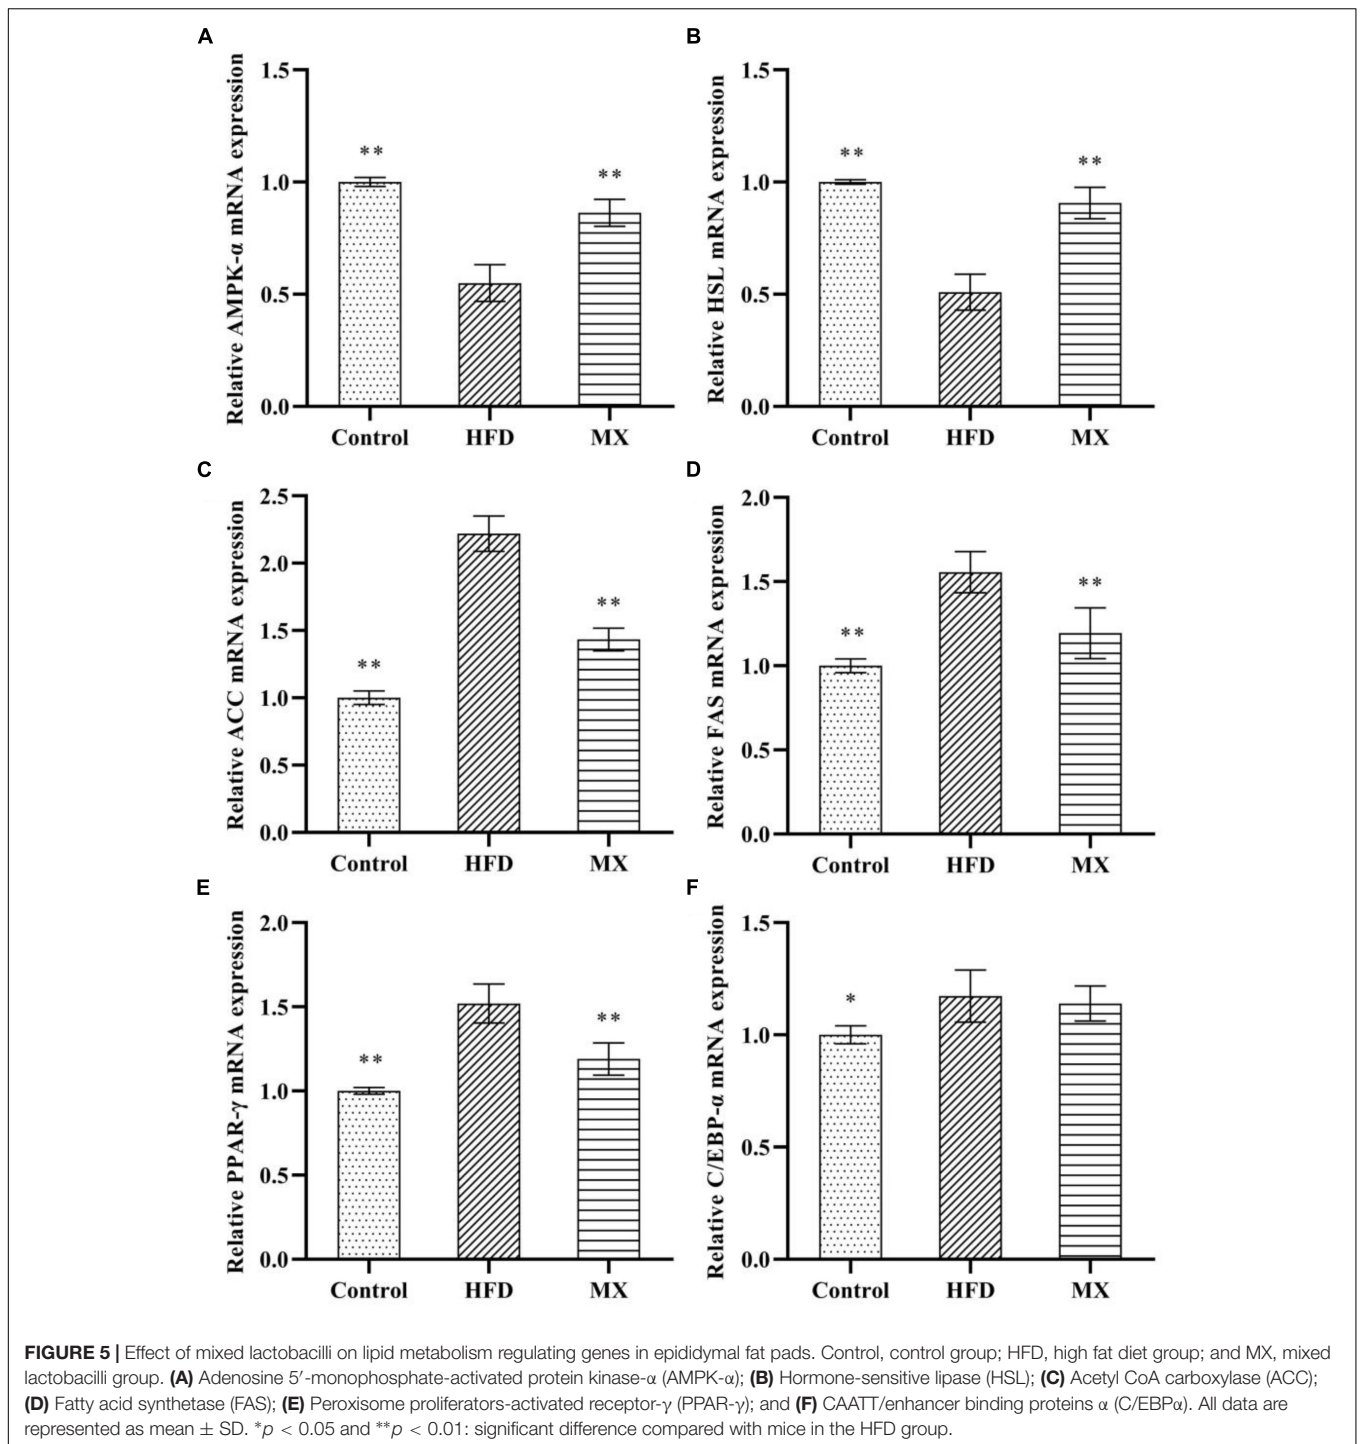 A
Relative AMPK-α mRNA expression
1.5
1.0
0.5
0.0
**
**
Control
HFD
MX
B
Relative HSL mRNA expression
1.5
1.0
0.5
0.0
**
**
Control
HFD
MX
C
Relative ACC mRNA expression
2.5
2.0
1.5
1.0
0.5
0.0
**
**
Control
HFD
MX
D
Relative FAS mRNA expression
2.0
1.5
1.0
0.5
0.0
**
**
Control
HFD
MX
E
Relative PPAR-γ mRNA expression
2.0
1.5
1.0
0.5
0.0
**
**
Control
HFD
MX
F
Relative C/EBP-α mRNA expression
1.5
1.0
0.5
0.0
*
Control
HFD
MX
FIGURE 5 | Effect of mixed lactobacilli on lipid metabolism regulating genes in epididymal fat pads. Control, control group; HFD, high fat diet group; and MX, mixed
lactobacilli group. (A) Adenosine 5′-monophosphate-activated protein kinase-α (AMPK-α); (B) Hormone-sensitive lipase (HSL); (C) Acetyl CoA carboxylase (ACC);
(D) Fatty acid synthetase (FAS); (E) Peroxisome proliferators-activated receptor-γ (PPAR-γ); and (F) CAATT/enhancer binding proteins α (C/EBPα). All data are
represented as mean ± SD. *p < 0.05 and **p < 0.01: significant difference compared with mice in the HFD group.